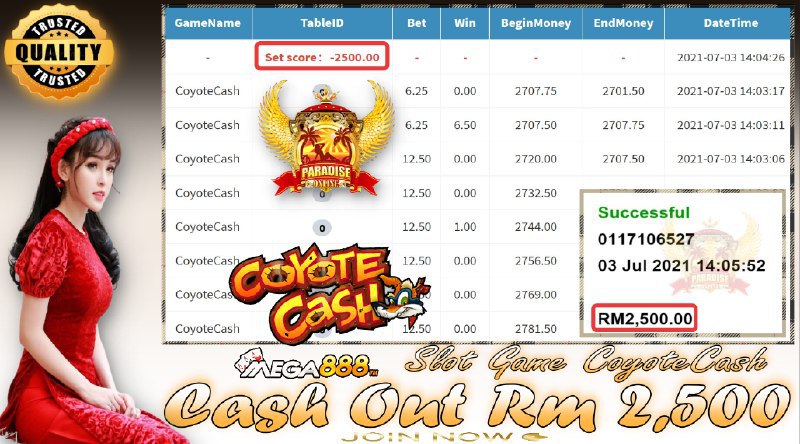 TRUSTED
QUALITY
TRUSTED
GameName TableID Bet Win BeginMoney EndMoney DateTime
- Set score: -2500.00 - - - - 2021-07-03 14:04:26
CoyoteCash 0 6.25 0.00 2707.75 2701.50 2021-07-03 14:03:17
CoyoteCash 6.25 6.50 2707.50 2707.75 2021-07-03 14:03:11
CoyoteCash 12.50 0.00 2720.00 2707.50 2021-07-03 14:03:06
CoyoteCash 0 12.50 0.00 2732.50
CoyoteCash 0 12.50 1.00 2744.00
CoyoteCash 12.50 0.00 2756.50
CoyoteCash 0.00 2769.00
CoyoteCash 12.50 0.00 2781.50
PARADISE
ONLINE
COYOTE
CASH
Successful
0117106527
03 Jul 2021 14:05:52
RM2,500.00
MEGA888 TM Slot Game CoyoteCash
Cash Out Rm 2,500
JOIN NOW